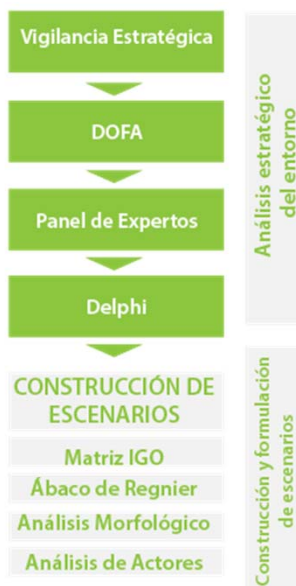 Vigilancia Estratégica
DOFA
Panel de Expertos
Delphi
CONSTRUCCIÓN DE
ESCENARIOS
Matriz IGO
Ábaco de Regnier
Análisis Morfológico
Análisis de Actores
Análisis estratégico
del entorno
Construcción y formulación
de escenarios